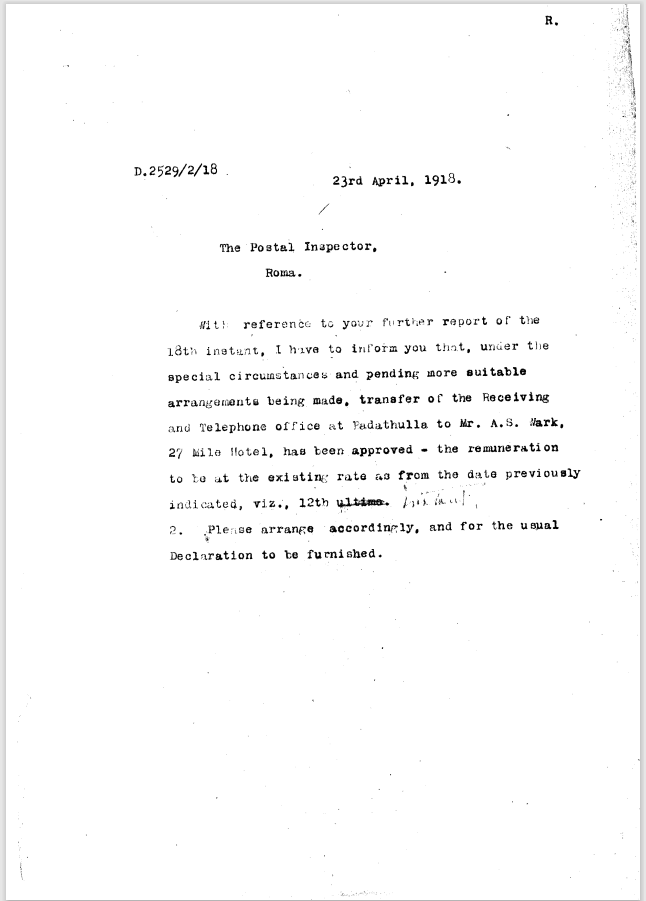 R.
D.2529/2/18
23rd April, 1918.
The Postal Inspector,
Roma.
With reference to your further report of the
18th instant, I have to inform you that, under the
special circumstances and pending more suitable
arrangements being made, transfer of the Receiving
and Telephone office at Padathulla to Mr. A.S. Wark,
27 Mile Hotel, has been approved - the remuneration
to be at the existing rate as from the date previously
indicated, viz., 12th ultimo.
2. Please arrange accordingly, and for the usual
Declaration to be furnished.